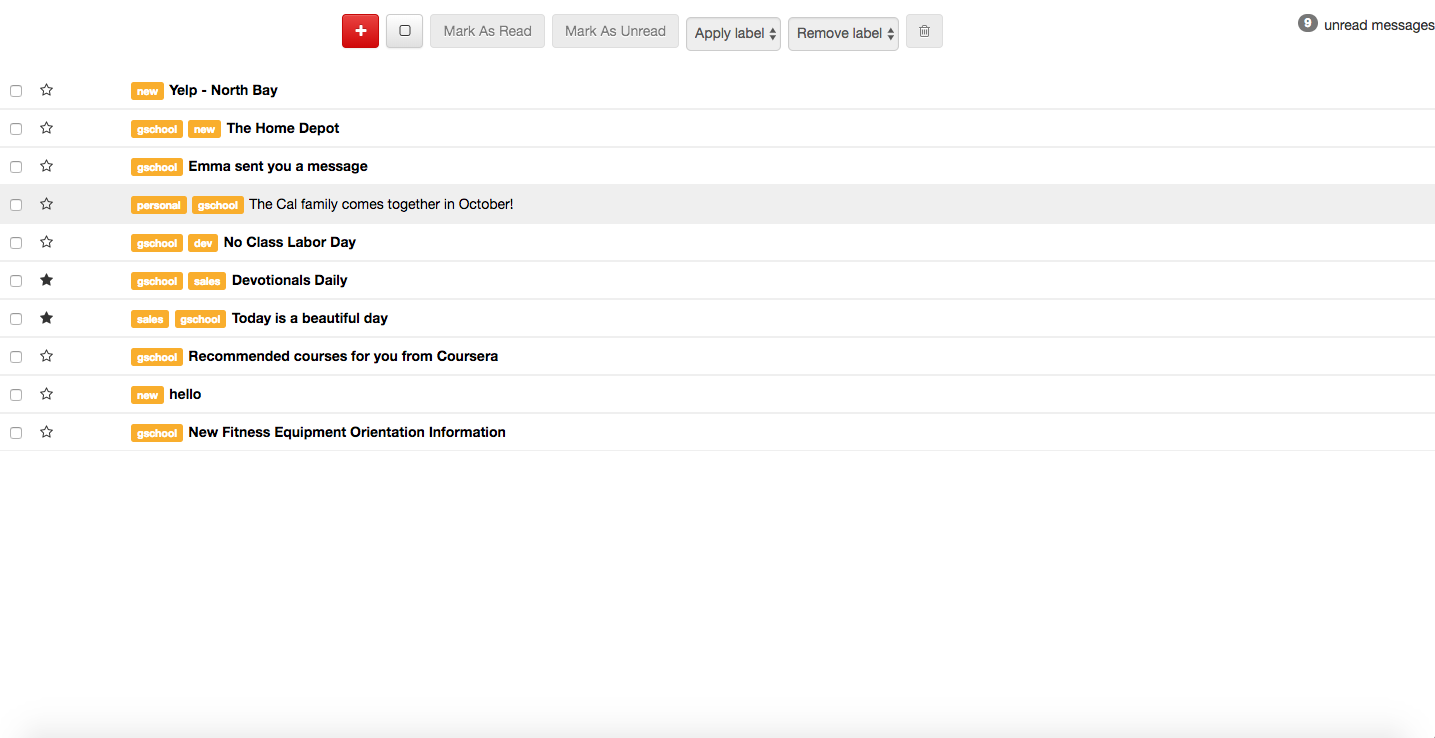 + Mark As Read Mark As Unread Apply label Remove label 9 unread messages
new Yelp - North Bay
gschool new The Home Depot
gschool Emma sent you a message
personal gschool The Cal family comes together in October!
gschool dev No Class Labor Day
gschool sales Devotionals Daily
sales gschool Today is a beautiful day
gschool Recommended courses for you from Coursera
new hello
gschool New Fitness Equipment Orientation Information